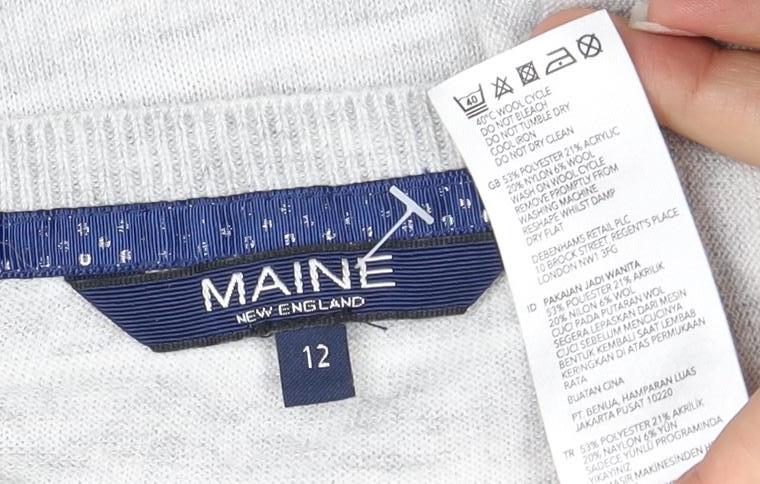 MAINE
NEW ENGLAND
12
40
40°C WOOL CYCLE
DO NOT BLEACH
DO NOT TUMBLE DRY
COOL IRON
DO NOT DRY CLEAN
GB 53% POLYESTER 21% ACRYLIC
20% NYLON 6% WOOL
WASH ON WOOL CYCLE
REMOVE PROMPTLY FROM
WASHING MACHINE
RESHAPE WHILST DAMP
DRY FLAT
DEBENHAMS RETAIL PLC
10 BROCK STREET REGENT'S PLACE
LONDON NW1 3FG
ID PAKAIAN JADI WANITA
53% POLYESTER 21% AKRILIK
20% NILON 6% WOL
CUCI PADA PUTARAN WOL
SEGERA LEPASKAN DARI MESIN
CUCI SEBELUM MENCUCINYA
BENTUK KEMBALI SAAT LEMBAB
KERINGKAN DI ATAS PERMUKAAN
RATA
BUATAN CINA
PT. BENUA, HAMPARAN LUAS
JAKARTA PUSAT 10220
TR 53% POLYESTER 21% AKRİLİK
20% NAYLON 6% YÜN
SADECE YÜNLÜ PROGRAMINDA
YIKAYINIZ